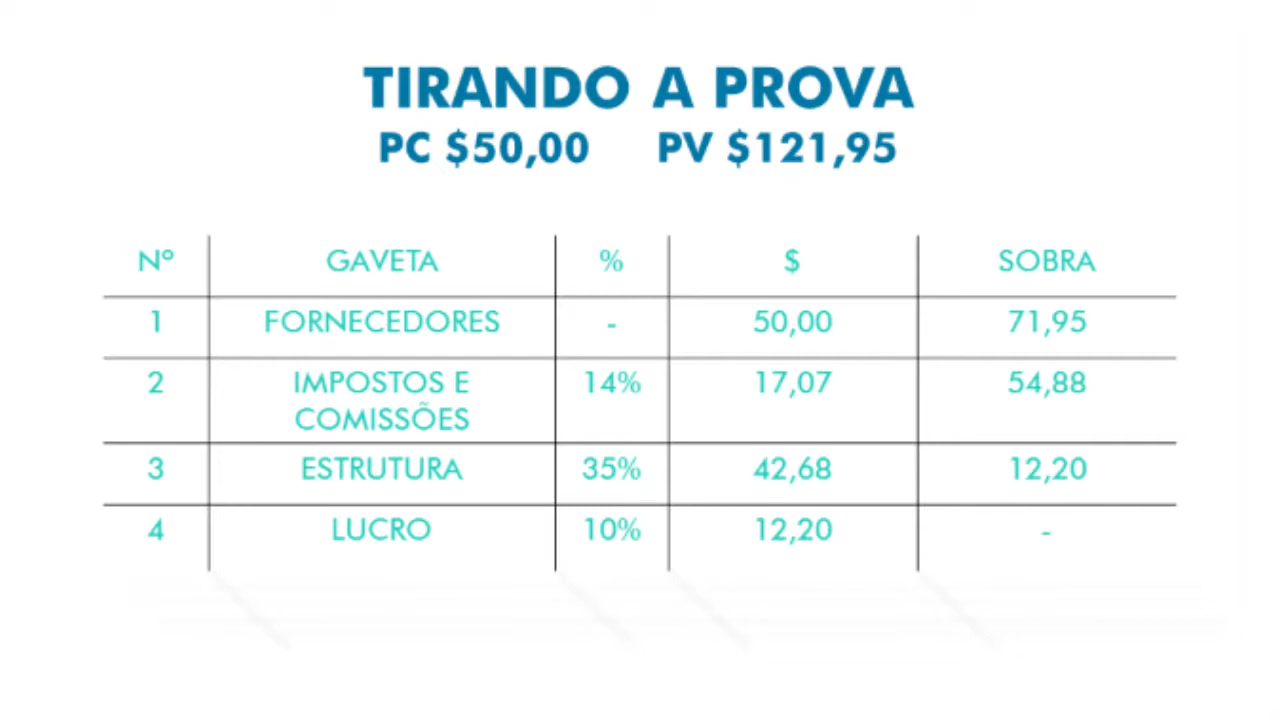 TIRANDO A PROVA
PC $50,00 PV $121,95
Nº GAVETA % $ SOBRA
1 FORNECEDORES - 50,00 71,95
2 IMPOSTOS E 14% 17,07 54,88
COMISSÕES
3 ESTRUTURA 35% 42,68 12,20
4 LUCRO 10% 12,20 -